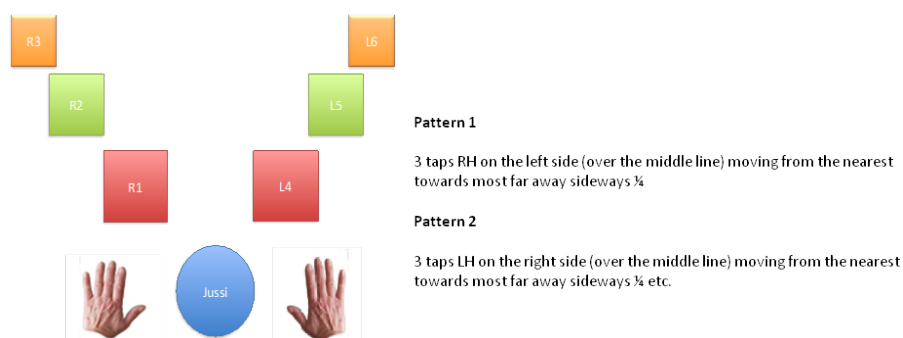 R3
L6
R2
L5
R1
L4
Jussi
Pattern 1
3 taps RH on the left side (over the middle line) moving from the nearest
towards most far away sideways ¼
Pattern 2
3 taps LH on the right side (over the middle line) moving from the nearest
towards most far away sideways ¼ etc.